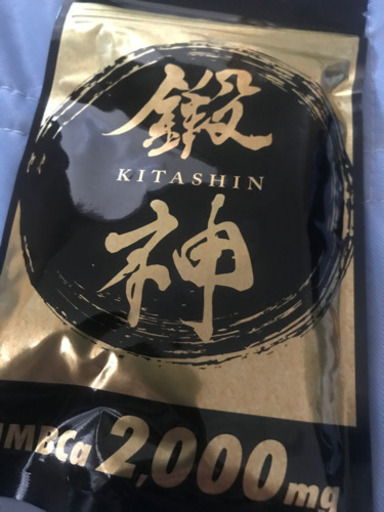 鍛
KITASHIN
神
HMBCa 2,000mg